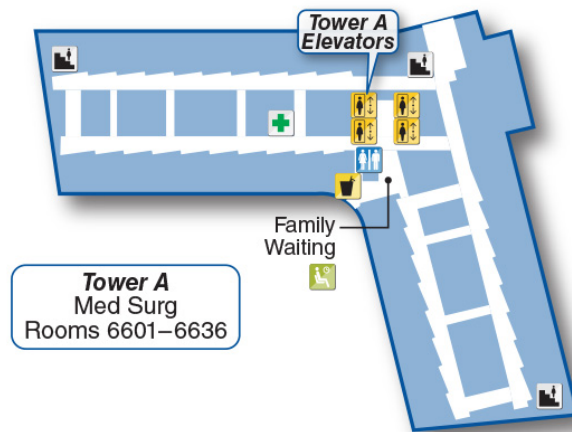 Tower A
Elevators
Family
Waiting
Tower A
Med Surg
Rooms 6601–6636